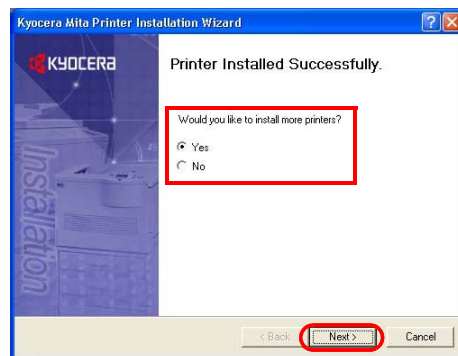 Kyocera Mita Printer Installation Wizard
KYOCERA
Printer Installed Successfully.
Would you like to install more printers?
Yes
No
Installation
< Back
Next >
Cancel